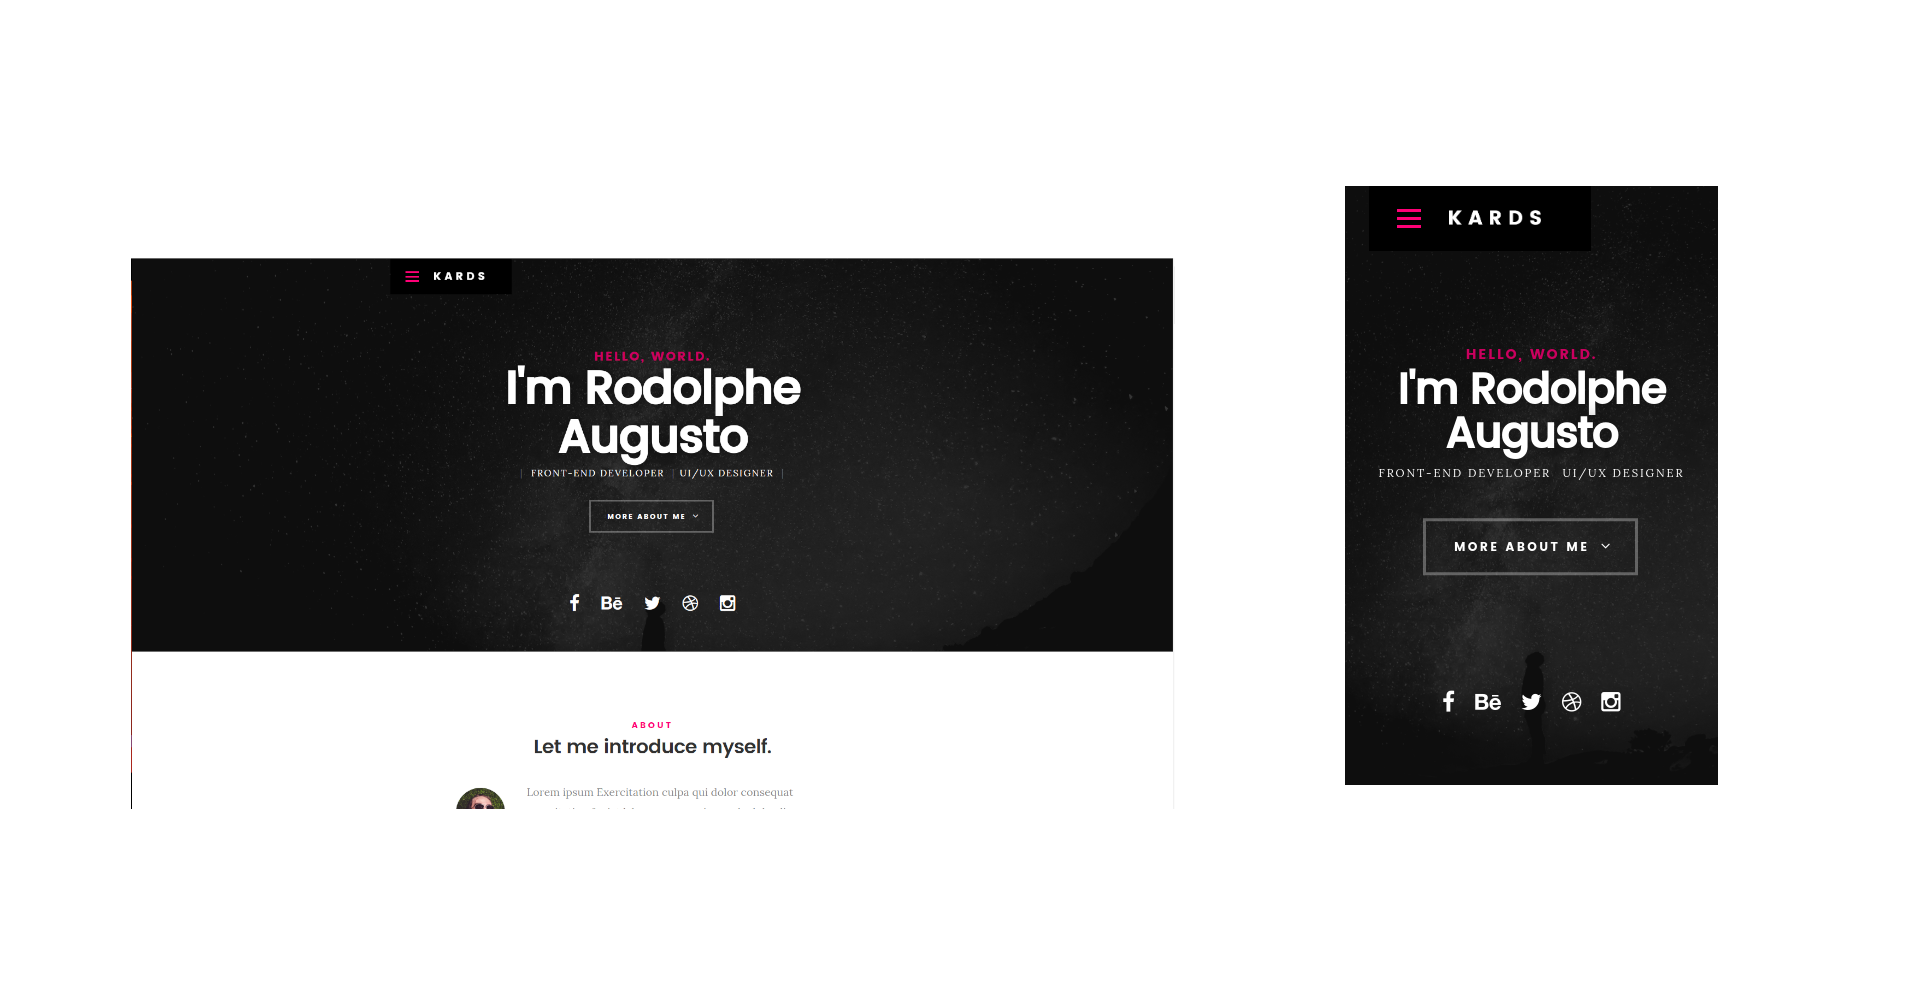 KARDS
HELLO, WORLD.
I'm Rodolphe
Augusto
| FRONT-END DEVELOPER | UI/UX DESIGNER |
MORE ABOUT ME
Bē
ABOUT
Let me introduce myself.
Lorem ipsum Exercitation culpa qui dolor consequat
KARDS
HELLO, WORLD.
I'm Rodolphe
Augusto
FRONT-END DEVELOPER UI/UX DESIGNER
MORE ABOUT ME
Bē